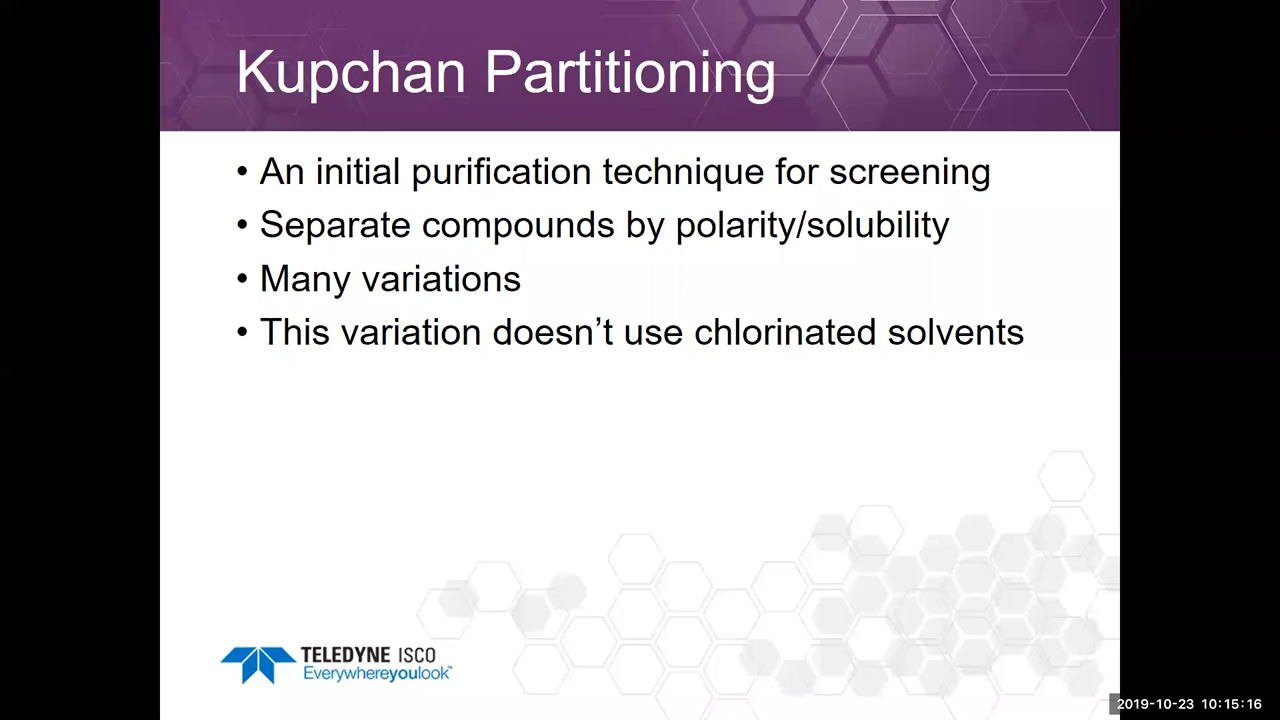 Kupchan Partitioning
• An initial purification technique for screening
• Separate compounds by polarity/solubility
• Many variations
• This variation doesn’t use chlorinated solvents
TELEDYNE ISCO
Everywhereyoulook™
2019-10-23 10:15:16